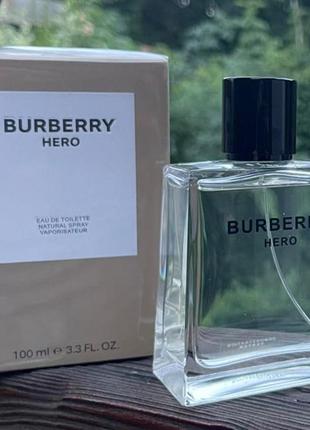 BURBERRY
HERO
EAU DE TOILETTE
NATURAL SPRAY
VAPORISATEUR
100 ml ℮ 3.3 FL. OZ.
BURBERRY
HERO